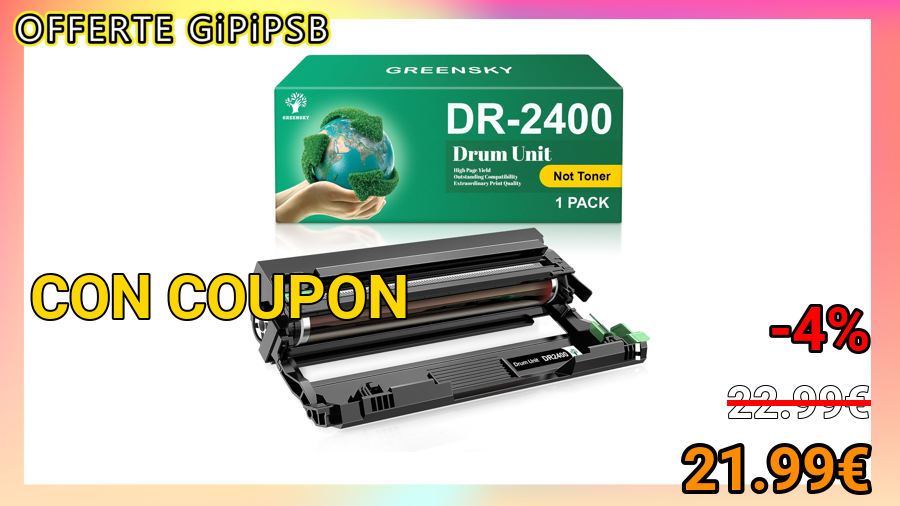 OFFERTE GiPiPSB
GREENSKY
GREENSKY
DR-2400
Drum Unit
High Page Yield
Outstanding Compatibility
Extraordinary Print Quality
Not Toner
1 PACK
CON COUPON
Drum Unit DR2400
-4%
22.99€
21.99€